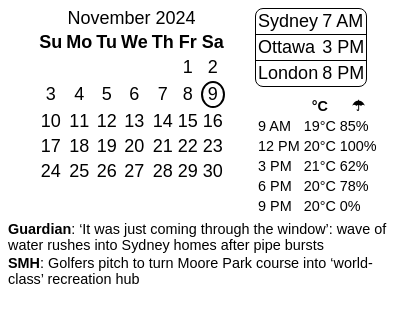 November 2024
Su Mo Tu We Th Fr Sa
1 2
3 4 5 6 7 8 9
10 11 12 13 14 15 16
17 18 19 20 21 22 23
24 25 26 27 28 29 30
Sydney 7 AM
Ottawa 3 PM
London 8 PM
°C ☂
9 AM 19°C 85%
12 PM 20°C 100%
3 PM 21°C 62%
6 PM 20°C 78%
9 PM 20°C 0%
Guardian: ‘It was just coming through the window’: wave of
water rushes into Sydney homes after pipe bursts
SMH: Golfers pitch to turn Moore Park course into ‘world-
class’ recreation hub